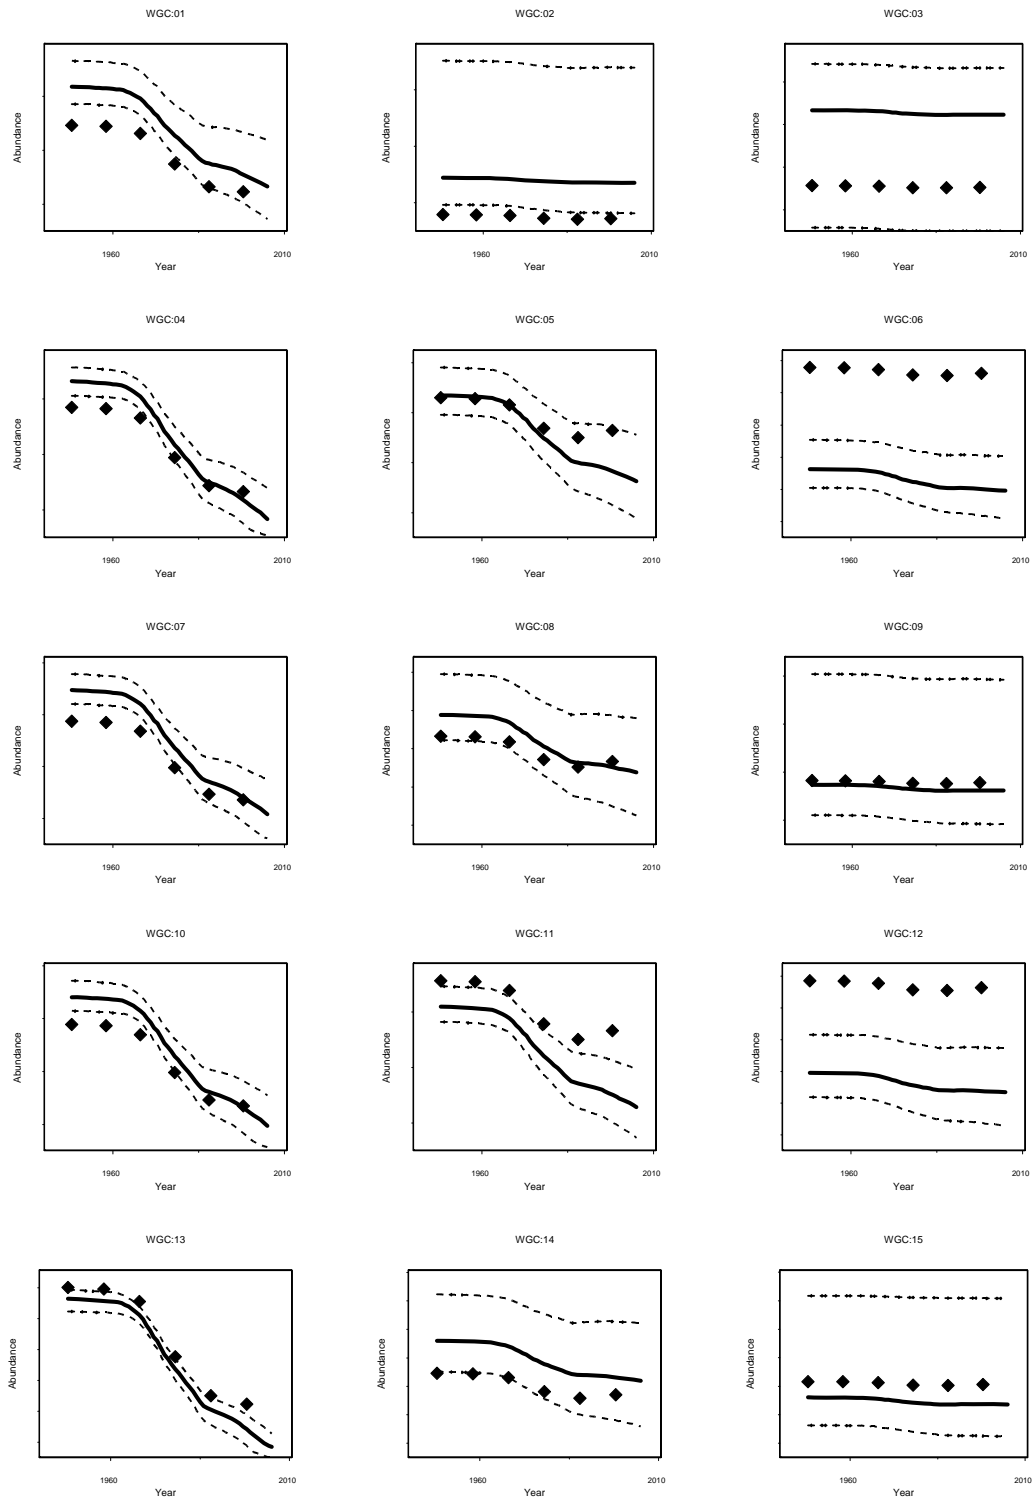 WGC:01
WGC:02
WGC:03
Abundance
Abundance
Abundance
1960
2010
1960
2010
1960
2010
Year
Year
Year
WGC:04
WGC:05
WGC:06
Abundance
Abundance
Abundance
1960
2010
1960
2010
1960
2010
Year
Year
Year
WGC:07
WGC:08
WGC:09
Abundance
Abundance
Abundance
1960
2010
1960
2010
1960
2010
Year
Year
Year
WGC:10
WGC:11
WGC:12
Abundance
Abundance
Abundance
1960
2010
1960
2010
1960
2010
Year
Year
Year
WGC:13
WGC:14
WGC:15
Abundance
Abundance
Abundance
1960
2010
1960
2010
1960
2010
Year
Year
Year